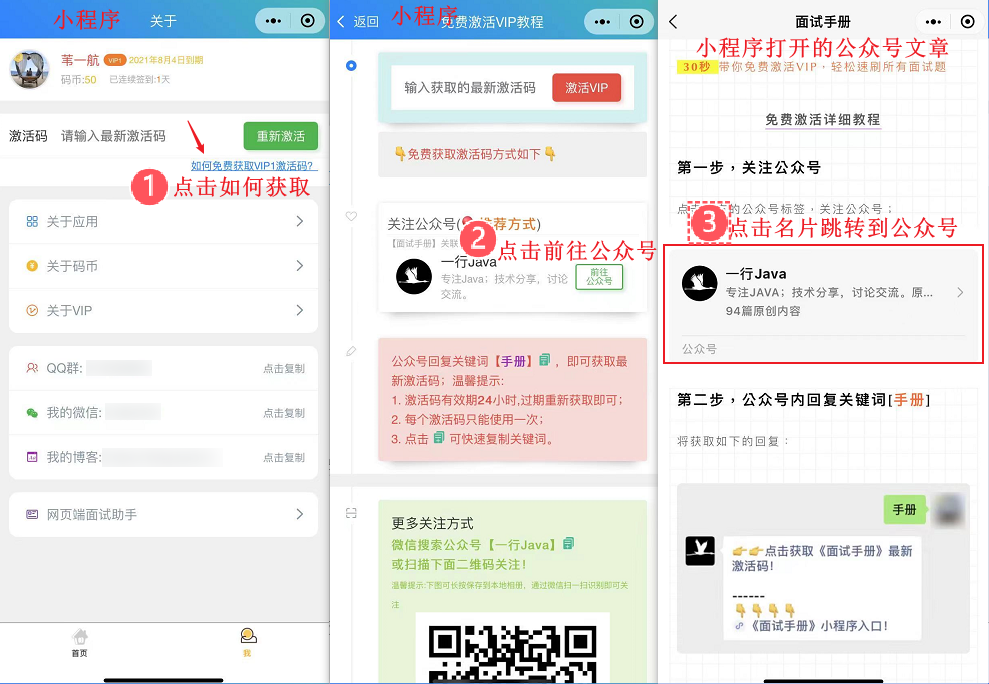 小程序
关于
苇一航 VIP1 2021年8月4日到期
码币:50 已连续签到:1天
激活码 请输入最新激活码 重新激活
如何免费获取VIP1激活码?
1 点击如何获取
关于应用
关于码币
关于VIP
QQ群: 点击复制
我的微信: 点击复制
我的博客: 点击复制
网页端面试助手
首页
我
返回
小程序
免费激活VIP教程
输入获取的最新激活码 激活VIP
免费获取激活码方式如下
关注公众号(推荐方式)
【面试手册】关联
2 点击前往公众号
一行Java
专注Java；技术分享，讨论
交流。
前往
公众号
公众号回复关键词【手册】，即可获取最
新激活码；温馨提示:
1. 激活码有效期24小时,过期重新获取即可；
2. 每个激活码只能使用一次；
3. 点击 可快速复制关键词。
更多关注方式
微信搜索公众号【一行Java】
或扫描下面二维码关注！
温馨提示:下图可长按保存到本地相册，通过微信扫一扫识别即可关
注
面试手册
小程序打开的公众号文章
30秒 带你免费激活VIP，轻松速刷所有面试题
免费激活详细教程
第一步，关注公众号
的公众号标签，关注公众号；
3 点击名片跳转到公众号
一行Java
专注JAVA；技术分享，讨论交流。原...
94篇原创内容
公众号
第二步，公众号内回复关键词[手册]
将获取如下的回复：
手册
点击获取《面试手册》最新
激活码！
------
《面试手册》小程序入口！